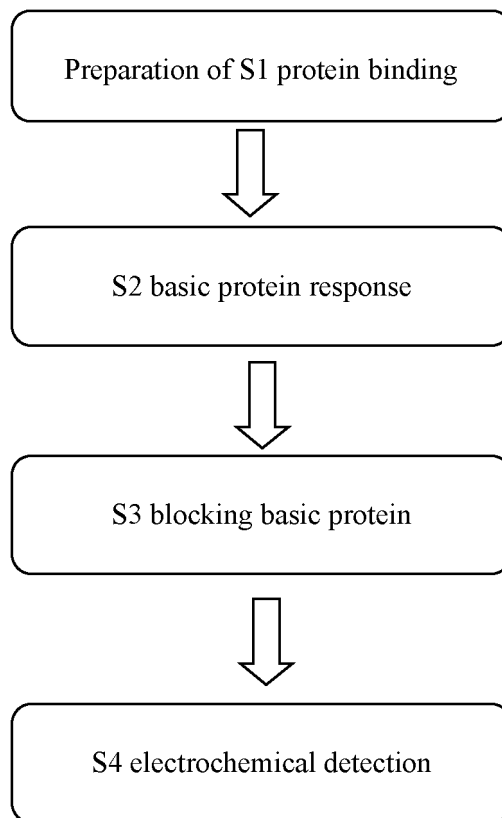 Preparation of S1 protein binding
S2 basic protein response
S3 blocking basic protein
S4 electrochemical detection